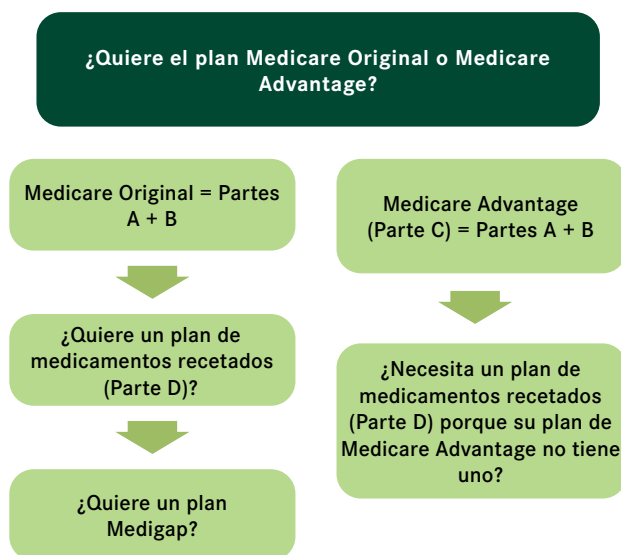 ¿Quiere el plan Medicare Original o Medicare
Advantage?
Medicare Original = Partes
A + B
¿Quiere un plan de
medicamentos recetados
(Parte D)?
¿Quiere un plan
Medigap?
Medicare Advantage
(Parte C) = Partes A + B
¿Necesita un plan de
medicamentos recetados
(Parte D) porque su plan de
Medicare Advantage no tiene
uno?